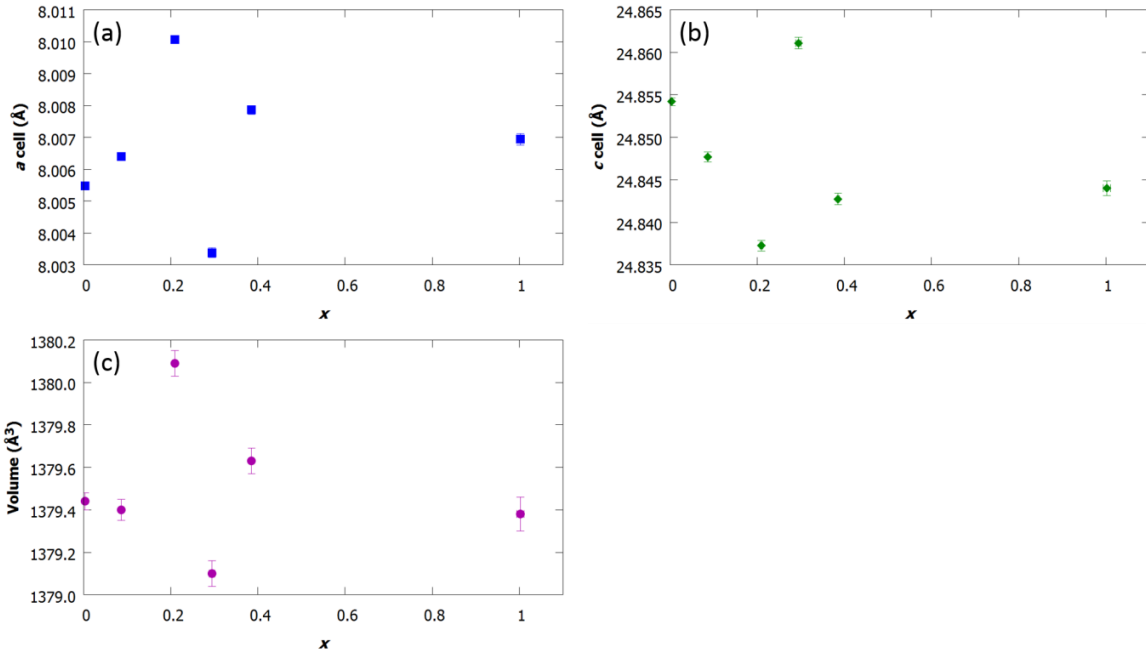 (a)
8.011
8.010
8.009
8.008
8.007
8.006
8.005
8.004
8.003
a cell (Å)
0 0.2 0.4 0.6 0.8 1
x
(b)
24.865
24.860
24.855
24.850
24.845
24.840
24.835
c cell (Å)
0 0.2 0.4 0.6 0.8 1
x
(c)
1380.2
1380.0
1379.8
1379.6
1379.4
1379.2
1379.0
Volume (Å³)
0 0.2 0.4 0.6 0.8 1
x